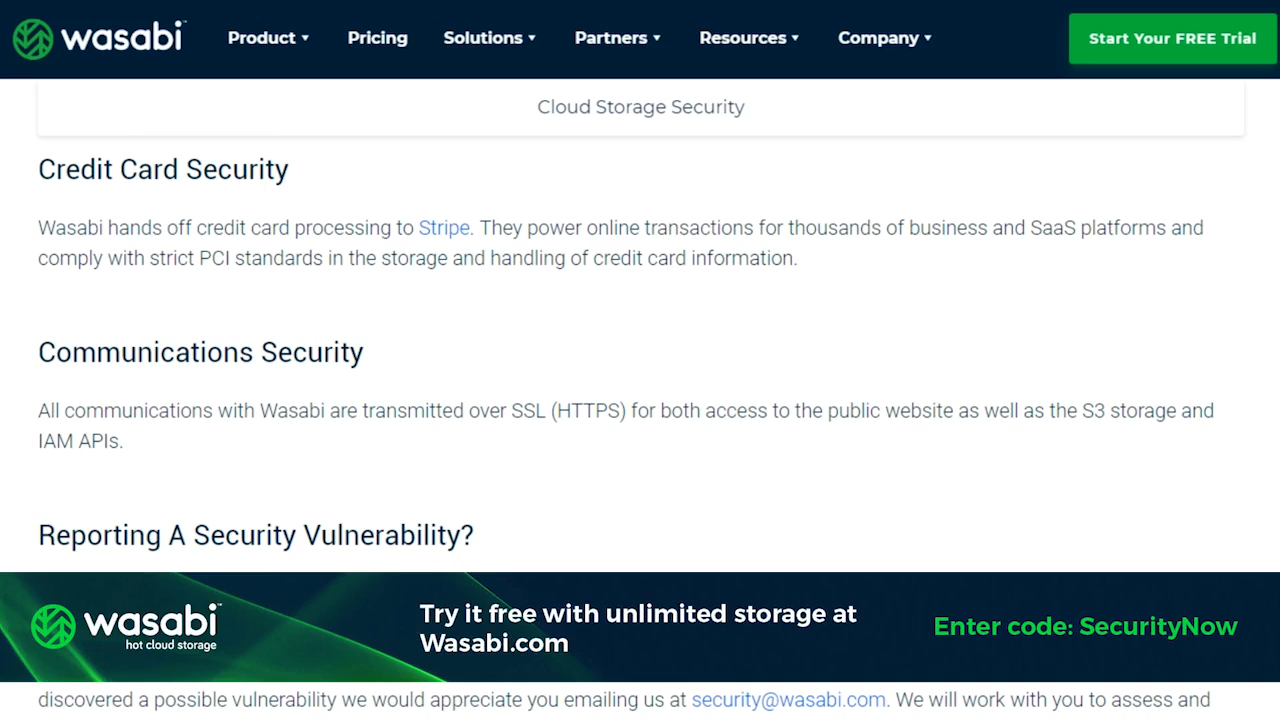 wasabi™ Product Pricing Solutions Partners Resources Company Start Your FREE Trial
Cloud Storage Security
Credit Card Security
Wasabi hands off credit card processing to Stripe. They power online transactions for thousands of business and SaaS platforms and
comply with strict PCI standards in the storage and handling of credit card information.
Communications Security
All communications with Wasabi are transmitted over SSL (HTTPS) for both access to the public website as well as the S3 storage and
IAM APIs.
Reporting A Security Vulnerability?
wasabi™
hot cloud storage
Try it free with unlimited storage at
Wasabi.com
Enter code: SecurityNow
discovered a possible vulnerability we would appreciate you emailing us at security@wasabi.com. We will work with you to assess and